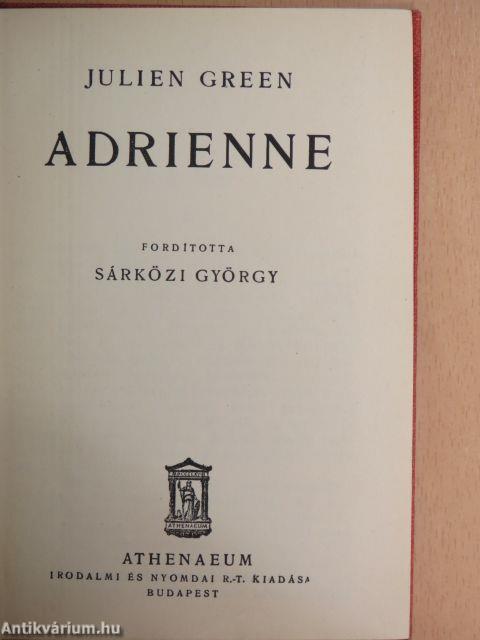 JULIEN GREEN
ADRIENNE
FORDÍTOTTA
SÁRKÖZI GYÖRGY
ATHENAEUM
ATHENAEUM
IRODALMI ÉS NYOMDAI R.-T. KIADÁSA
BUDAPEST
Antikvárium.hu